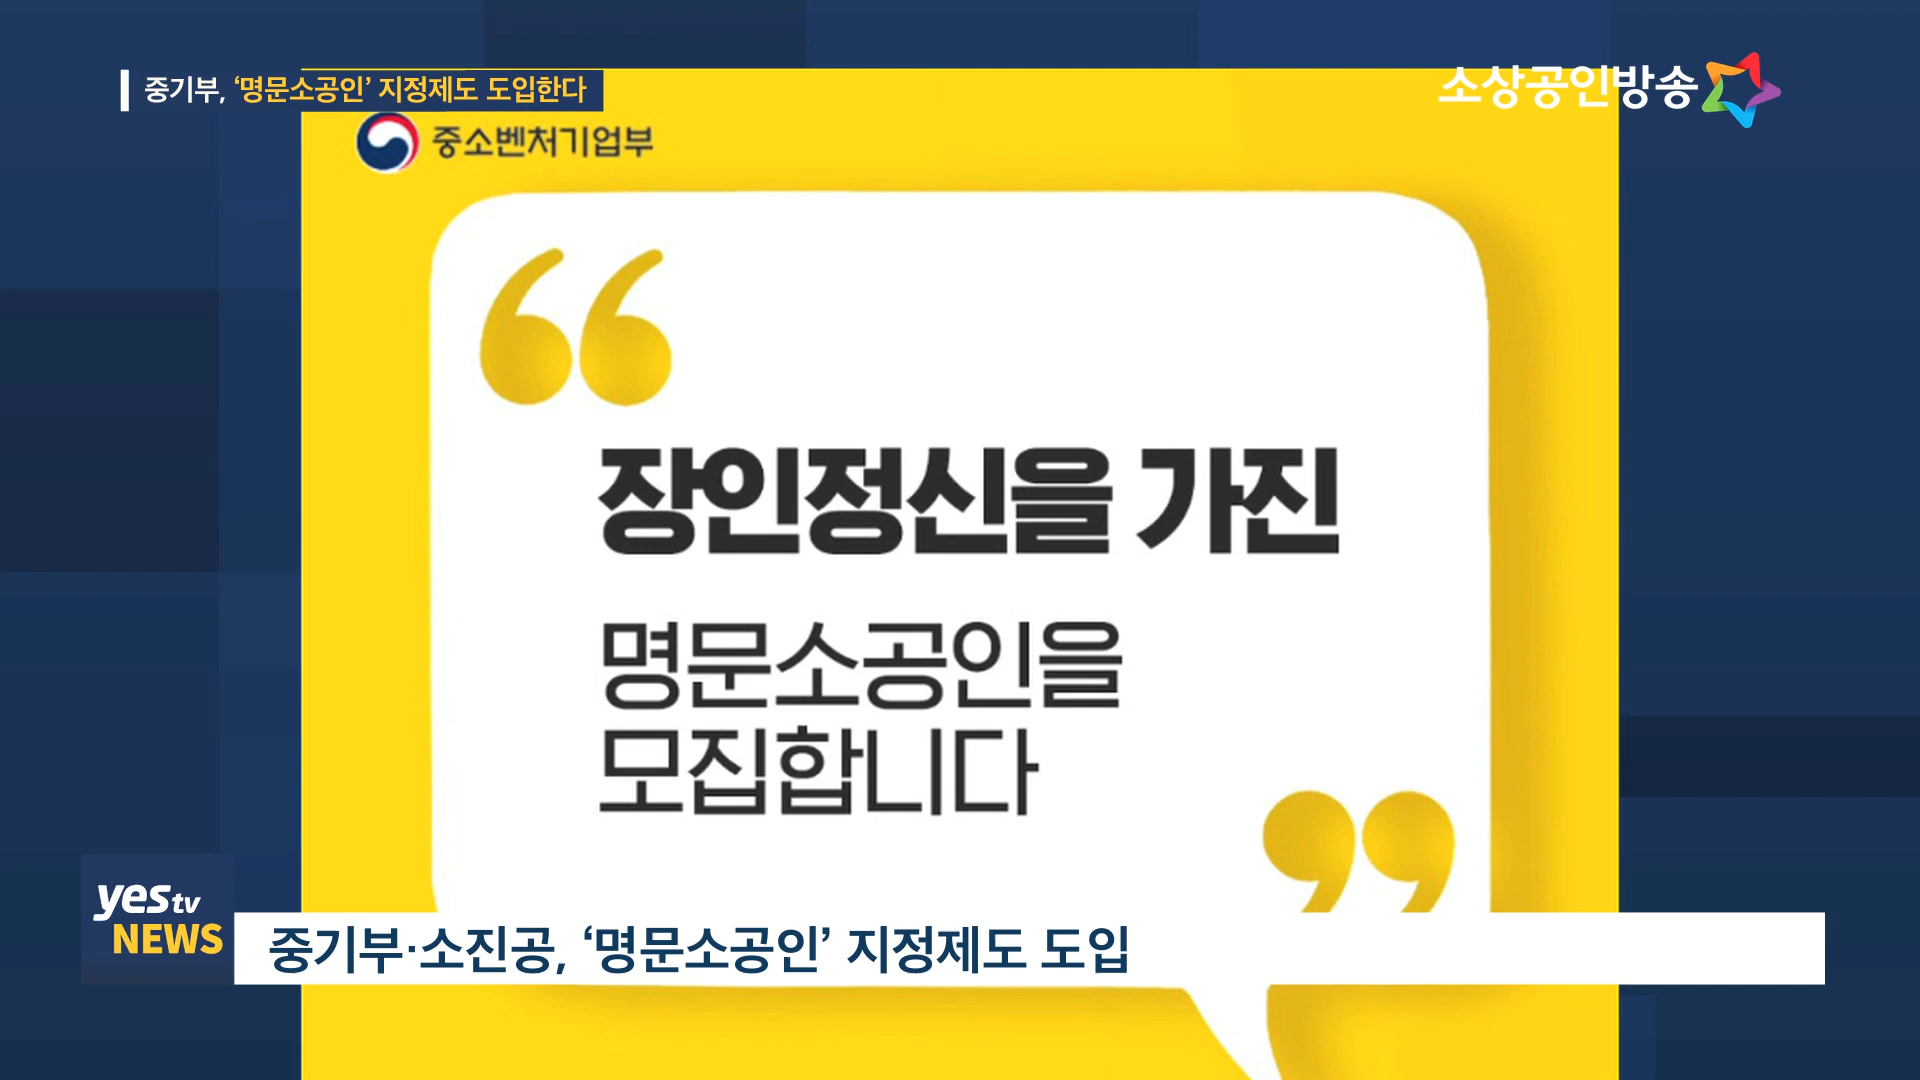 중기부, ‘명문소공인’ 지정제도 도입한다
소상공인방송
중소벤처기업부
장인정신을 가진
명문소공인을
모집합니다
yes tv
NEWS
중기부·소진공, ‘명문소공인’ 지정제도 도입